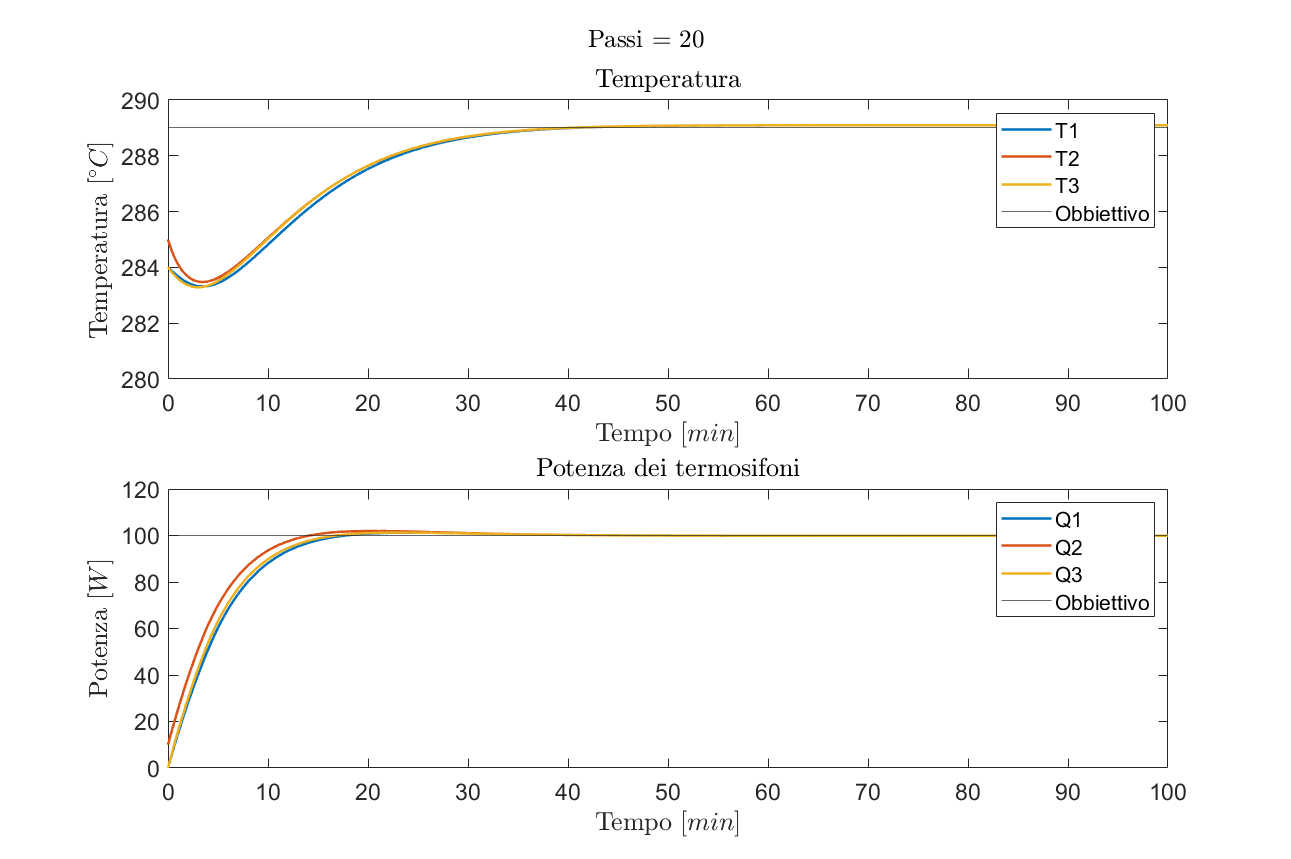 Passi = 20
Temperatura
290
288
286
284
282
280
Temperatura [°C]
T1
T2
T3
Obbiettivo
0 10 20 30 40 50 60 70 80 90 100
Tempo [min]
Potenza dei termosifoni
120
100
80
60
40
20
0
Potenza [W]
Q1
Q2
Q3
Obbiettivo
0 10 20 30 40 50 60 70 80 90 100
Tempo [min]